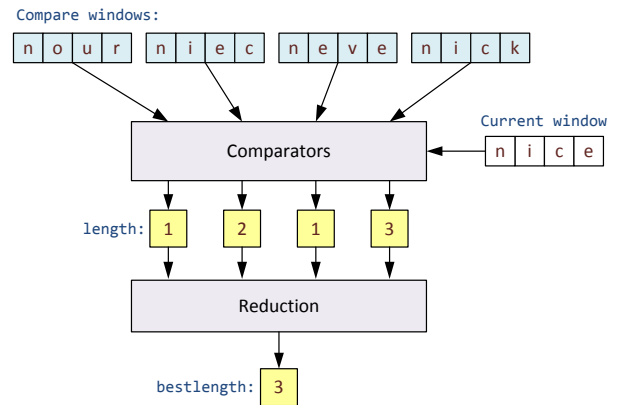 Compare windows:
n o u r n i e c n e v e n i c k
Current window
Comparators
n i c e
length: 1 2 1 3
Reduction
bestlength: 3